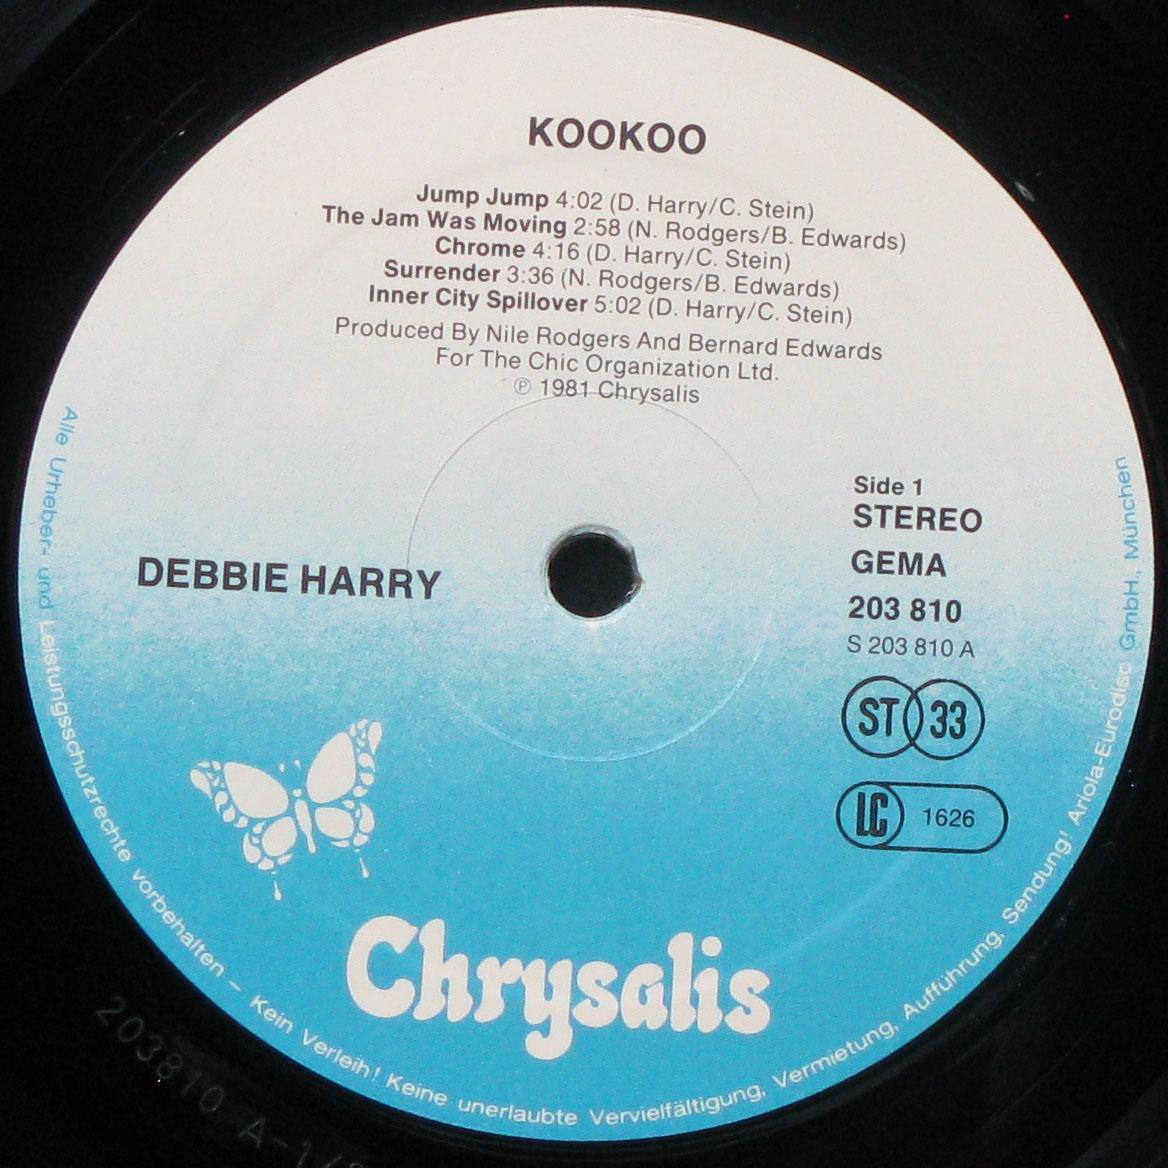 KOOKOO
Jump Jump 4:02 (D. Harry/C. Stein)
The Jam Was Moving 2:58 (N. Rodgers/B. Edwards)
Chrome 4:16 (D. Harry/C. Stein)
Surrender 3:36 (N. Rodgers/B. Edwards)
Inner City Spillover 5:02 (D. Harry/C. Stein)
Produced By Nile Rodgers And Bernard Edwards
For The Chic Organization Ltd.
℗ 1981 Chrysalis
Side 1
STEREO
GEMA
203 810
S 203 810 A
ST 33
LC 1626
DEBBIE HARRY
Chrysalis
Alle Urheber- und Leistungsschutzrechte vorbehalten – Kein Verleih! Keine unerlaubte Vervielfältigung, Vermietung, Aufführung, Sendung! Ariola-Eurodisc GmbH., München
203810 A-1/